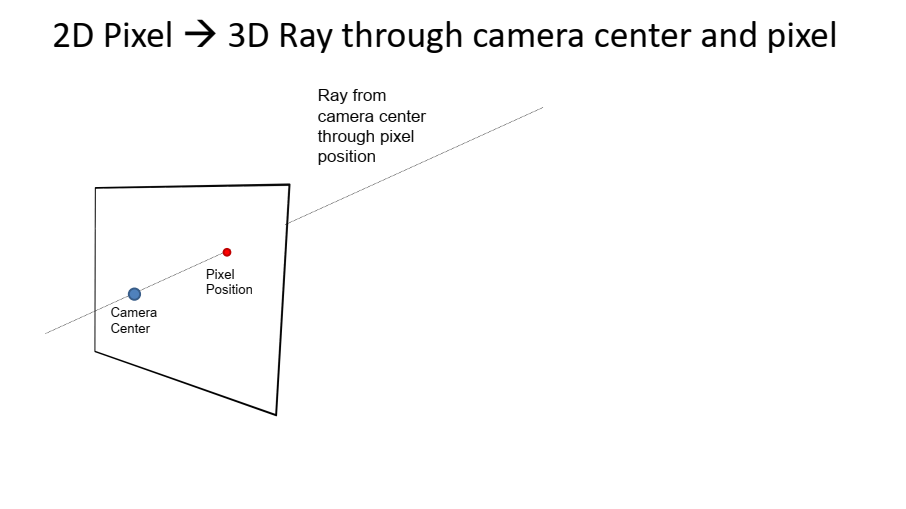 2D Pixel → 3D Ray through camera center and pixel
Ray from
camera center
through pixel
position
Pixel
Position
Camera
Center